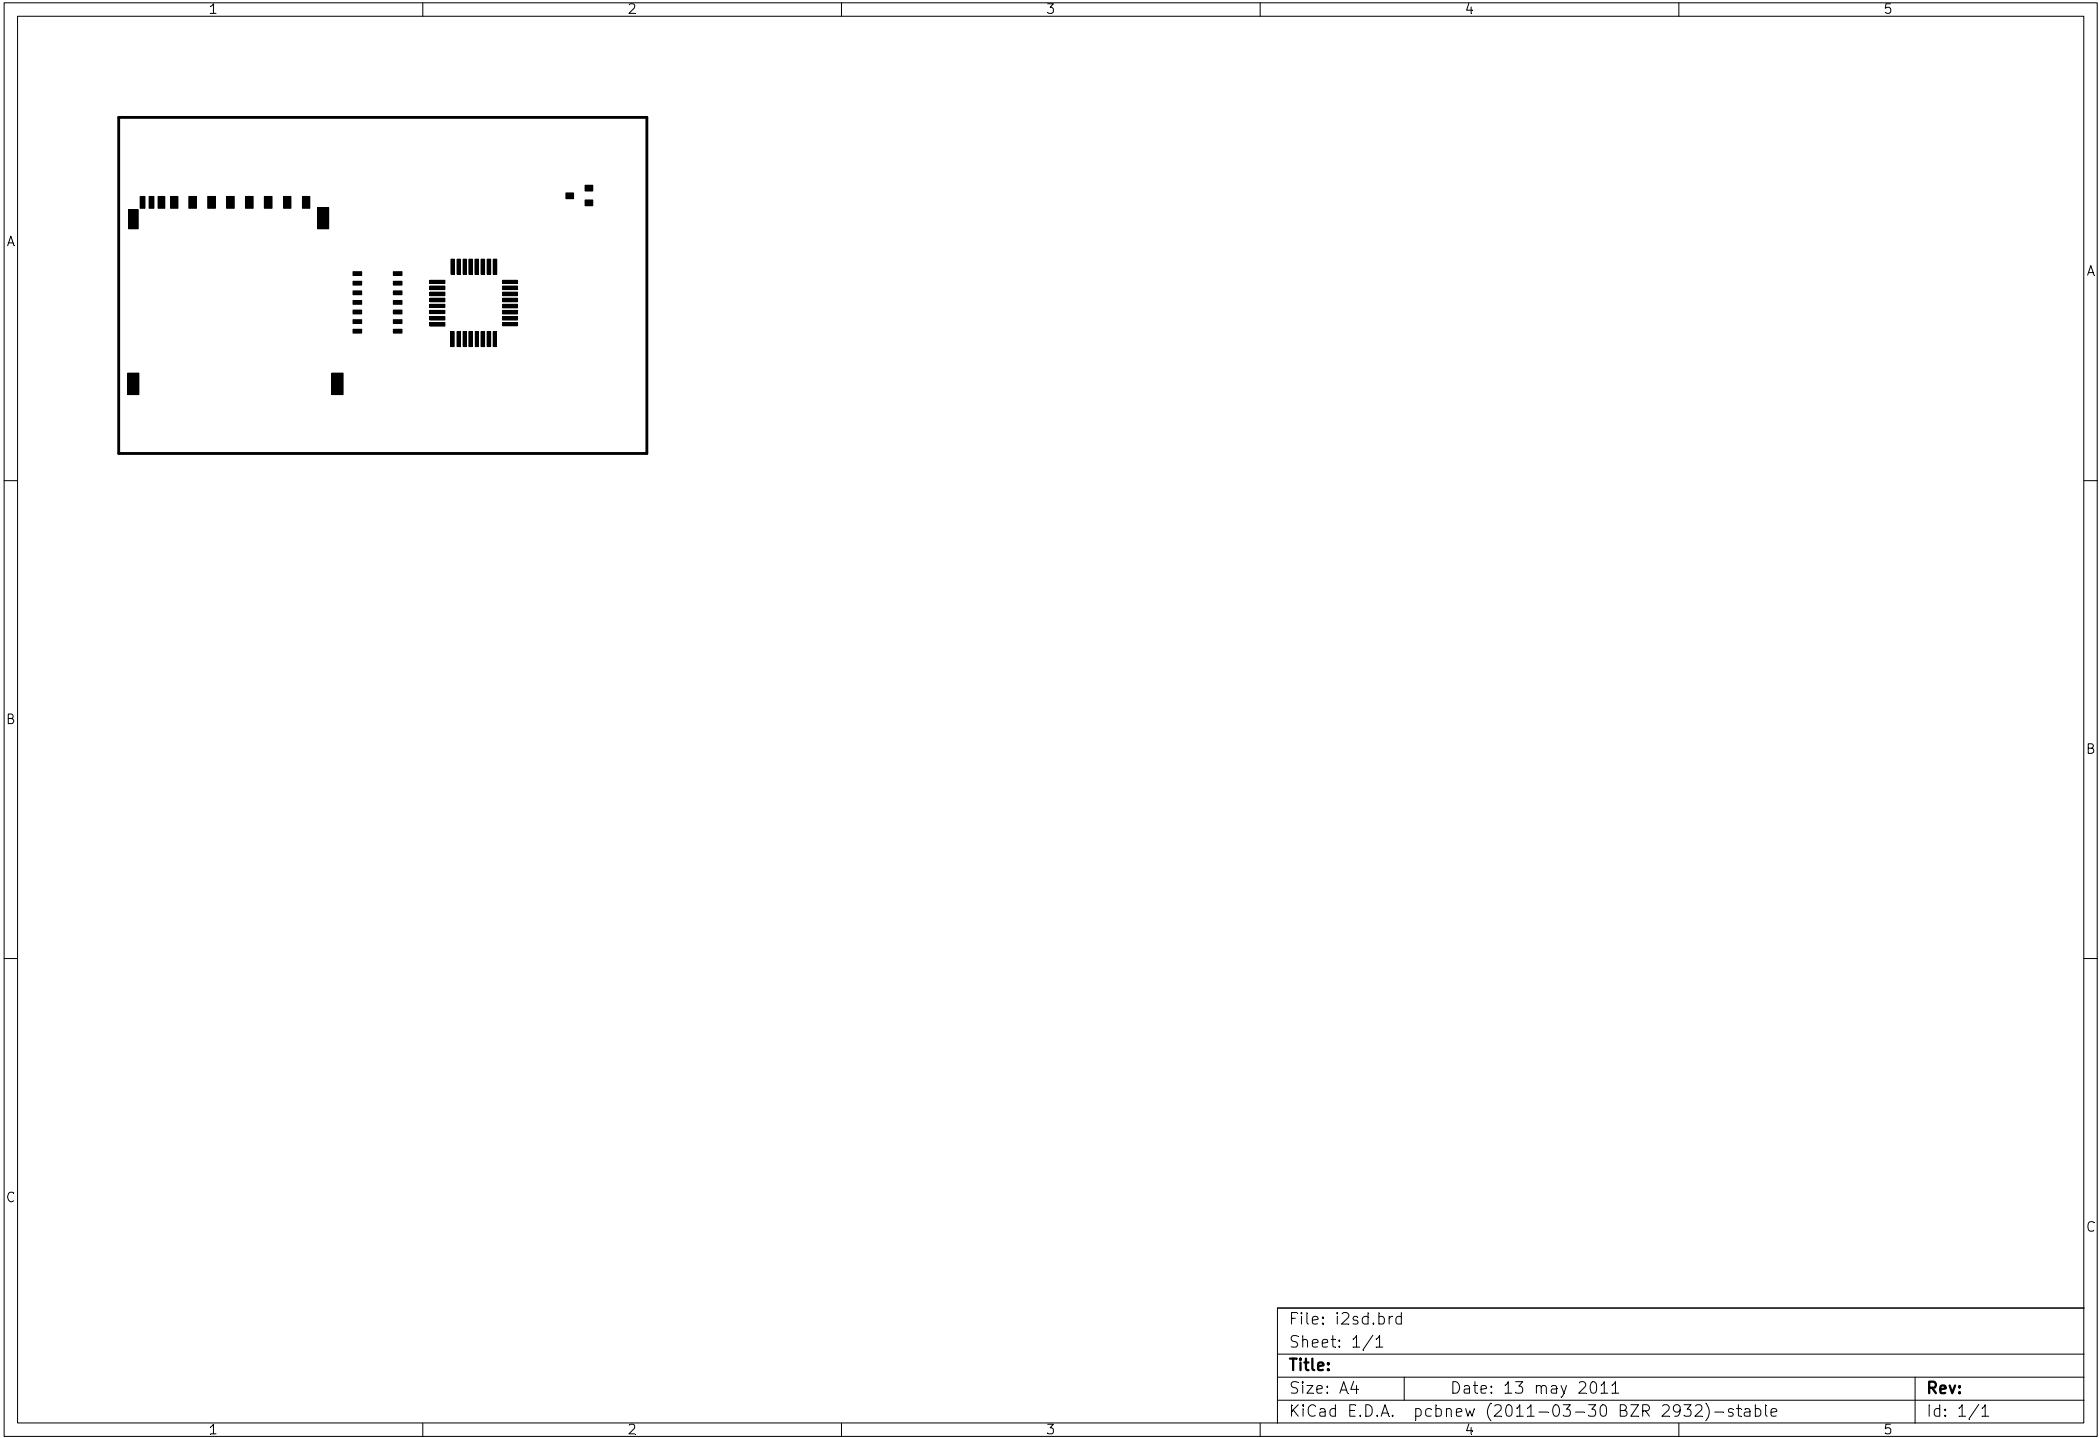 1 2 3 4 5
A A
B B
C C
File: i2sd.brd
Sheet: 1/1
Title:
Size: A4 Date: 13 may 2011 Rev:
KiCad E.D.A. pcbnew (2011-03-30 BZR 2932)-stable Id: 1/1
1 2 3 4 5